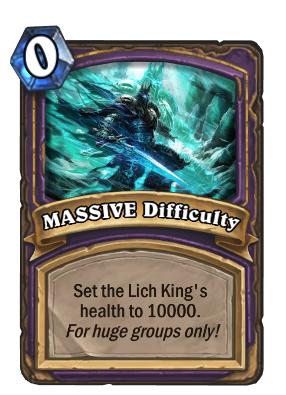 0
MASSIVE Difficulty
Set the Lich King's
health to 10000.
For huge groups only!